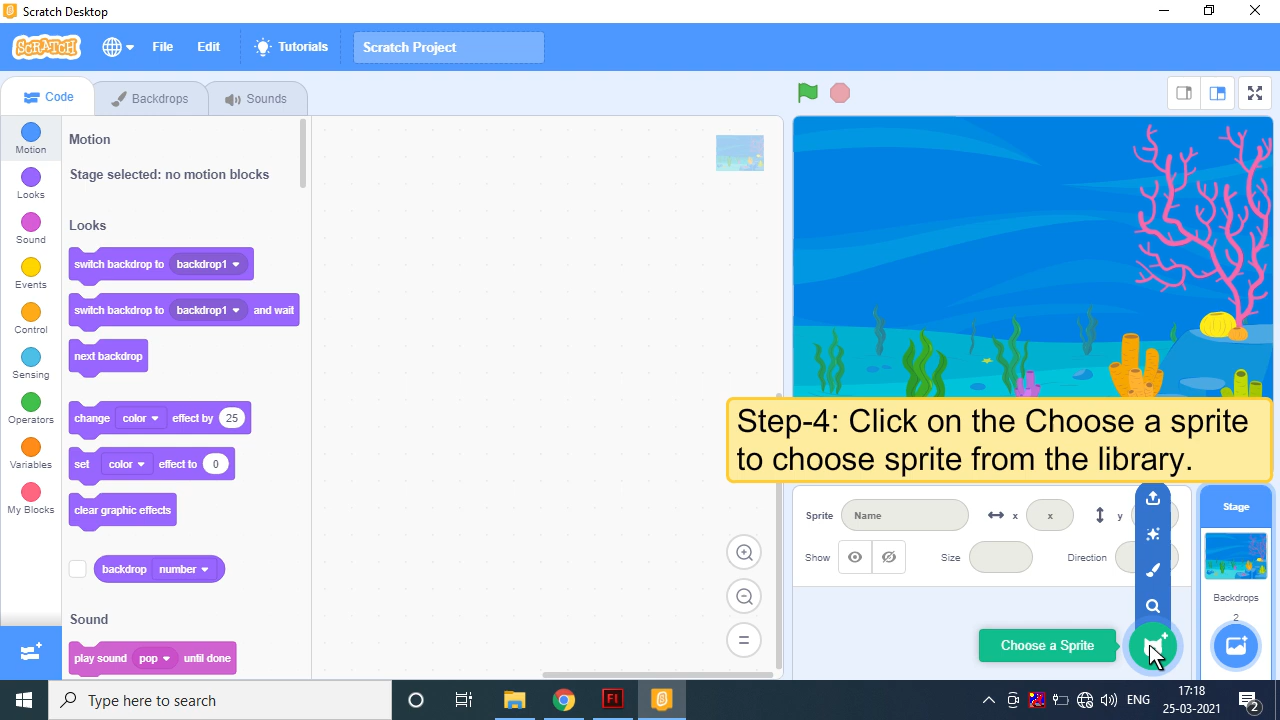 Scratch Desktop
SCRATCH File Edit Tutorials Scratch Project
Code Backdrops Sounds
Motion
Looks
Sound
Events
Control
Sensing
Operators
Variables
My Blocks
Motion
Stage selected: no motion blocks
Looks
switch backdrop to backdrop1
switch backdrop to backdrop1 and wait
next backdrop
change color effect by 25
set color effect to 0
clear graphic effects
backdrop number
Sound
play sound pop until done
Step-4: Click on the Choose a sprite
to choose sprite from the library.
Sprite Name x x y
Show Size Direction
Choose a Sprite
Stage
Backdrops
2
Type here to search
Fl
ENG
17:18
25-03-2021
2